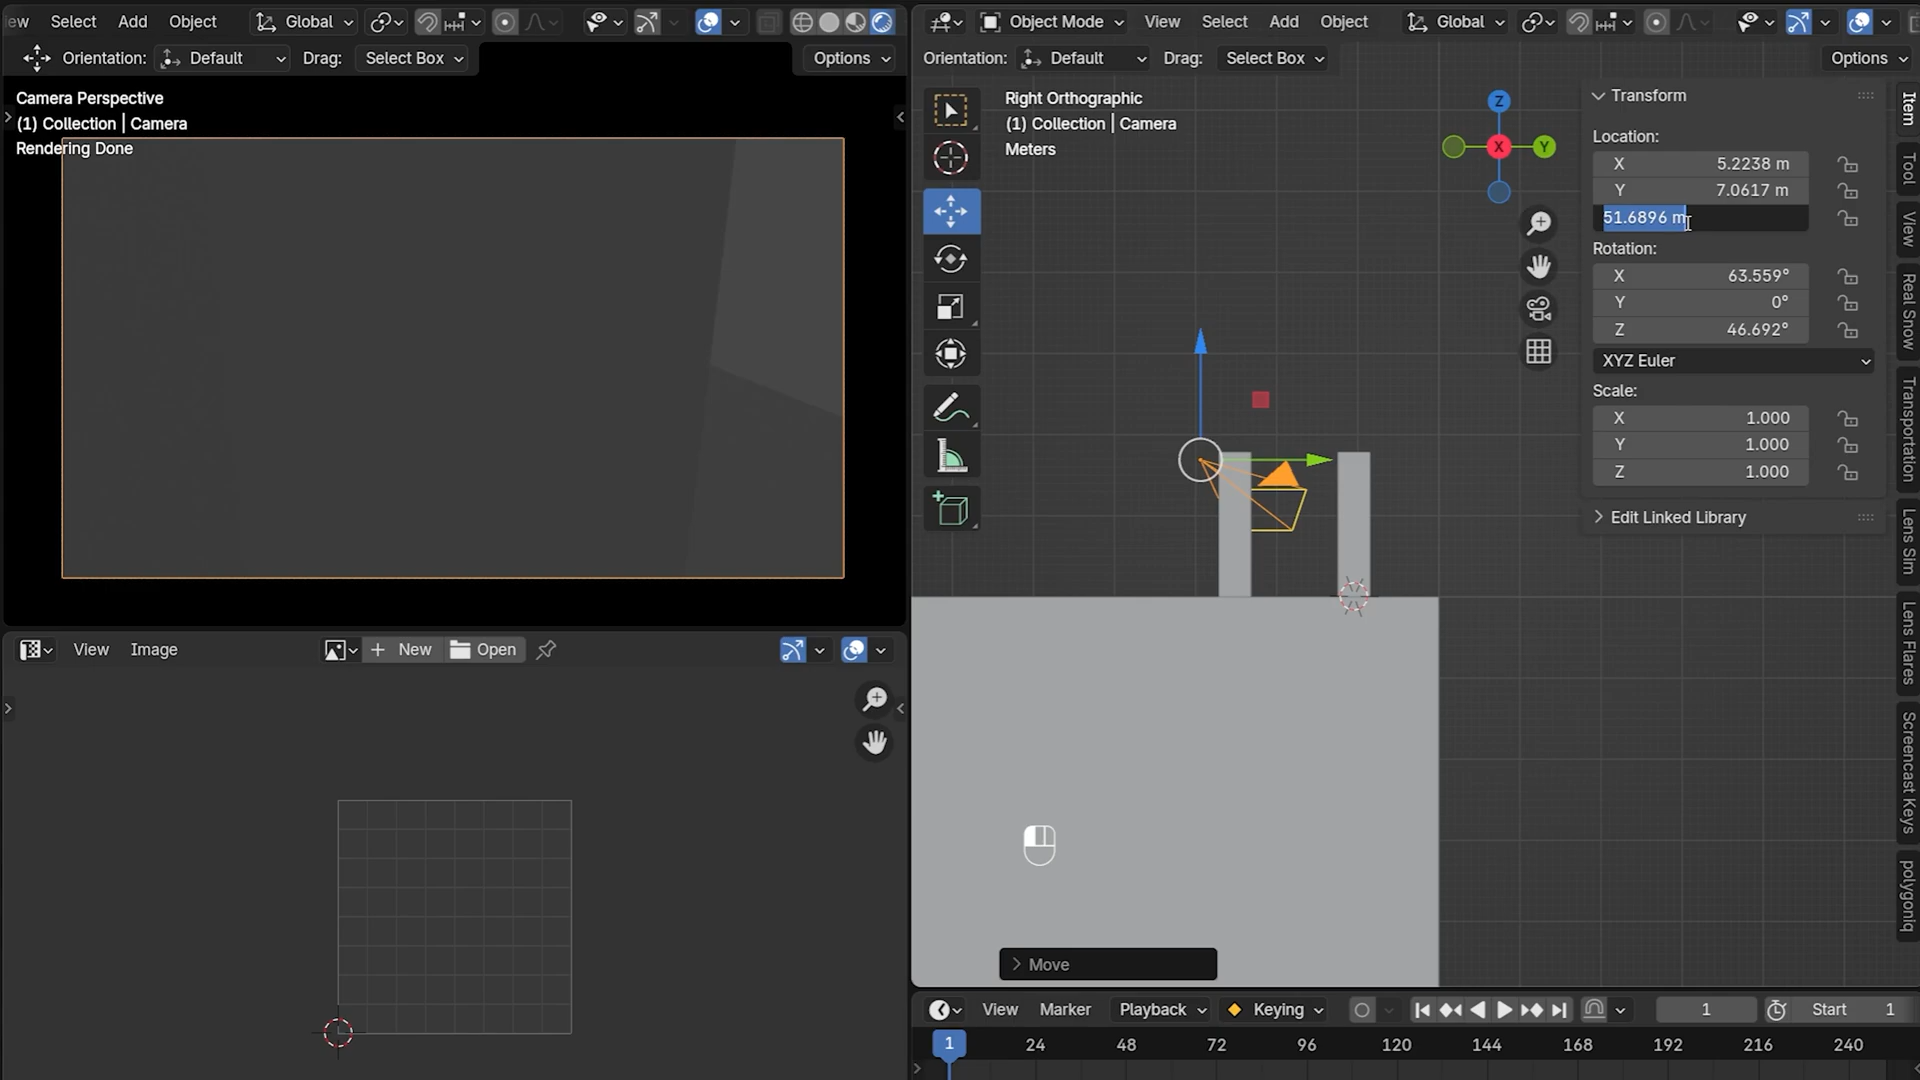 ew Select Add Object Global
Orientation: Default Drag: Select Box Options
Camera Perspective
(1) Collection | Camera
Rendering Done
View Image New Open
Object Mode View Select Add Object Global
Orientation: Default Drag: Select Box Options
Right Orthographic
(1) Collection | Camera
Meters
Z
X
Y
Transform
Location:
X 5.2238 m
Y 7.0617 m
51.6896 m
Rotation:
X 63.559°
Y 0°
Z 46.692°
XYZ Euler
Scale:
X 1.000
Y 1.000
Z 1.000
Edit Linked Library
Item
Tool
View
Real Snow
Transportation
Lens Sim
Lens Flares
Screencast Keys
polygoniq
Move
View Marker Playback Keying 1 Start 1
1 24 48 72 96 120 144 168 192 216 240